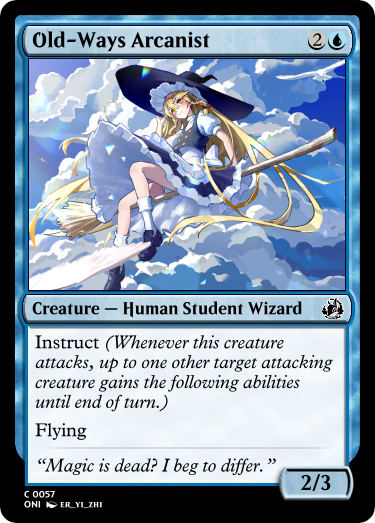 Old-Ways Arcanist 2
Creature — Human Student Wizard
Instruct (Whenever this creature
attacks, up to one other target attacking
creature gains the following abilities
until end of turn.)
Flying
“Magic is dead? I beg to differ.”
2/3
C 0057
ONI ER_YI_ZHI